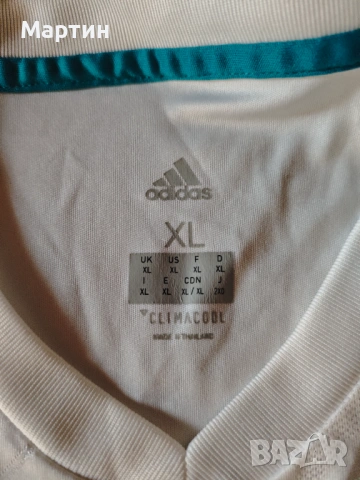 Мартин
adidas
XL
UK US F D
XL XL XL XL
I E CDN J
XL XL XL/XL 2XO
CLIMACOOL
MADE IN THAILAND
BAZAR